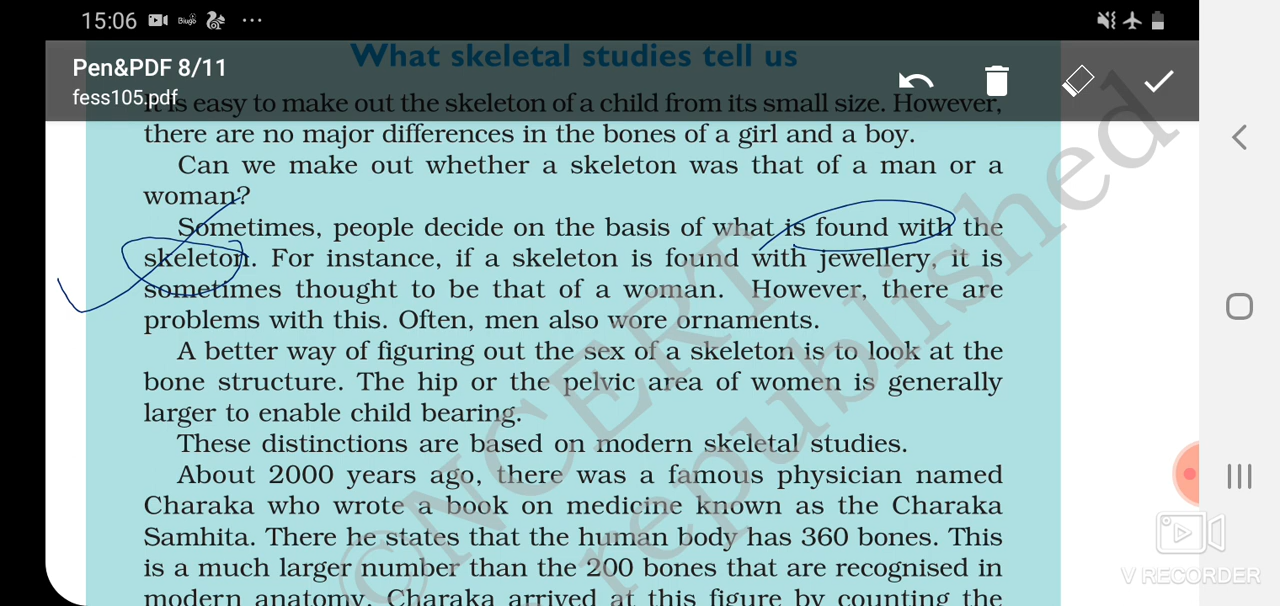 15:06 Biugo ...
Pen&PDF 8/11
fess105.pdf
What skeletal studies tell us
It is easy to make out the skeleton of a child from its small size. However,
there are no major differences in the bones of a girl and a boy.
Can we make out whether a skeleton was that of a man or a
woman?
Sometimes, people decide on the basis of what is found with the
skeleton. For instance, if a skeleton is found with jewellery, it is
sometimes thought to be that of a woman. However, there are
problems with this. Often, men also wore ornaments.
A better way of figuring out the sex of a skeleton is to look at the
bone structure. The hip or the pelvic area of women is generally
larger to enable child bearing.
These distinctions are based on modern skeletal studies.
About 2000 years ago, there was a famous physician named
Charaka who wrote a book on medicine known as the Charaka
Samhita. There he states that the human body has 360 bones. This
is a much larger number than the 200 bones that are recognised in
modern anatomy. Charaka arrived at this figure by counting the
©NCERT
republished
V RECORDER